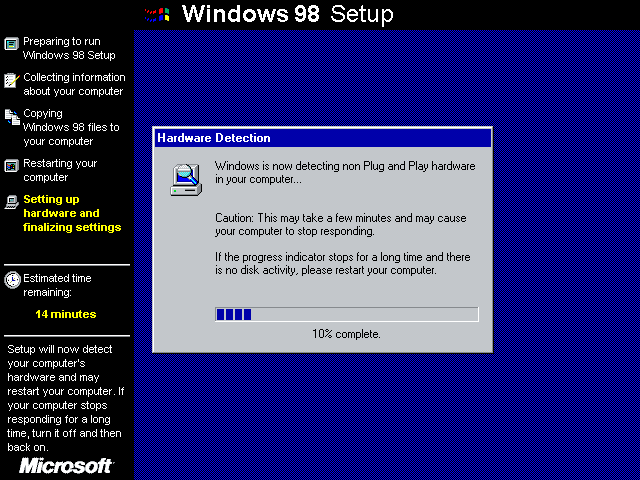 Windows 98 Setup
Preparing to run
Windows 98 Setup
Collecting information
about your computer
Copying
Windows 98 files to
your computer
Restarting your
computer
Setting up
hardware and
finalizing settings
Estimated time
remaining:
14 minutes
Setup will now detect
your computer's
hardware and may
restart your computer. If
your computer stops
responding for a long
time, turn it off and then
back on.
Microsoft
Hardware Detection
Windows is now detecting non Plug and Play hardware
in your computer...
Caution: This may take a few minutes and may cause
your computer to stop responding.
If the progress indicator stops for a long time and there
is no disk activity, please restart your computer.
10% complete.